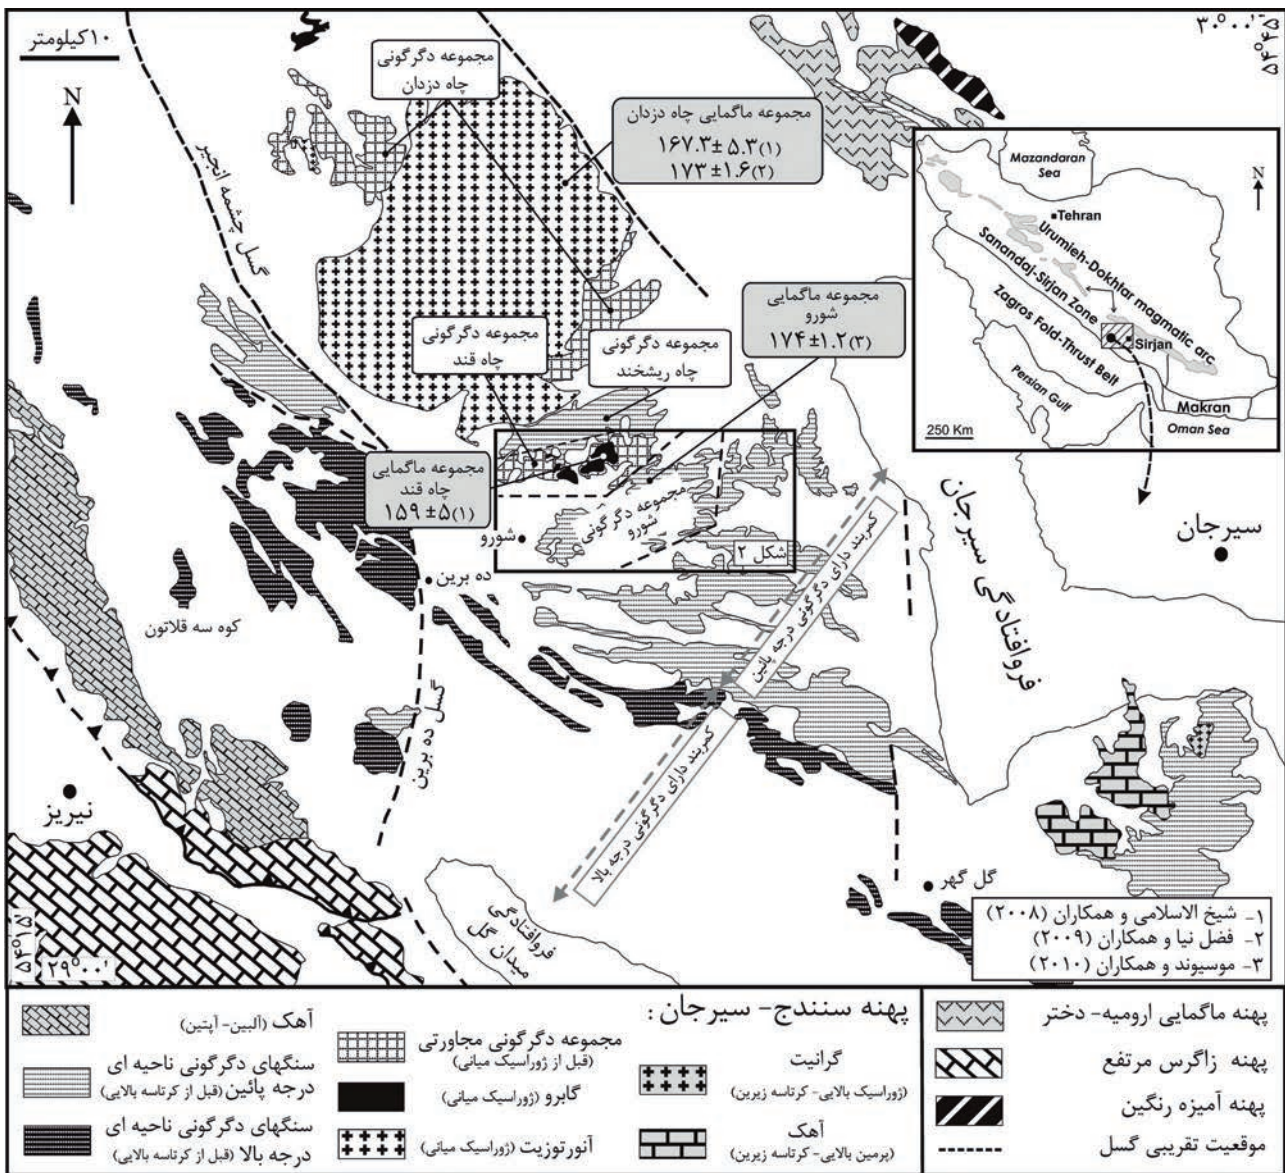 ۱۰ کیلومتر
N
۳۰°۰۰'
۵۴°۴۵'
مجموعه دگرگونی
چاه دزدان
مجموعه ماگمایی چاه دزدان
۱۶۷.۳±۵.۳(۱)
۱۷۳±۱.۶(۲)
گسل چشمه انجیر
مجموعه ماگمایی
شورو
۱۷۴±۱.۲(۳)
مجموعه دگرگونی
چاه قند
مجموعه دگرگونی
چاه ریشخند
مجموعه ماگمایی
چاه قند
۱۵۹±۵(۱)
مجموعه دگرگونی
شورو
شورو
شکل ۲
Mazandaran
Sea
N
Tehran
Urumieh-Dokhtar magmatic arc
Sanandaj-Sirjan Zone
Zagros Fold-Thrust Belt
Sirjan
Persian Gulf
Makran
Oman Sea
250 Km
سیرجان
فروافتادگی سیرجان
ده برین
کوه سه قلاتون
گسل ده برین
کمربند دارای دگرگونی درجه پائین
کمربند دارای دگرگونی درجه بالا
نیریز
گل گهر
فروافتادگی
میدان گل
۵۴°۱۵'
۲۹°۰۰'
۱- شیخ الاسلامی و همکاران (۲۰۰۸)
۲- فضل نیا و همکاران (۲۰۰۹)
۳- موسیوند و همکاران (۲۰۱۰)
پهنه ماگمایی ارومیه- دختر
پهنه زاگرس مرتفع
پهنه آمیزه رنگین
موقعیت تقریبی گسل
پهنه سنندج- سیرجان :
گرانیت
(ژوراسیک بالایی- کرتاسه زیرین)
آهک
(پرمین بالایی- کرتاسه زیرین)
مجموعه دگرگونی مجاورتی
(قبل از ژوراسیک میانی)
گابرو (ژوراسیک میانی)
آنورتوزیت (ژوراسیک میانی)
آهک (آلبین- آپتین)
سنگهای دگرگونی ناحیه ای
درجه پائین (قبل از کرتاسه بالایی)
سنگهای دگرگونی ناحیه ای
درجه بالا (قبل از کرتاسه بالایی)